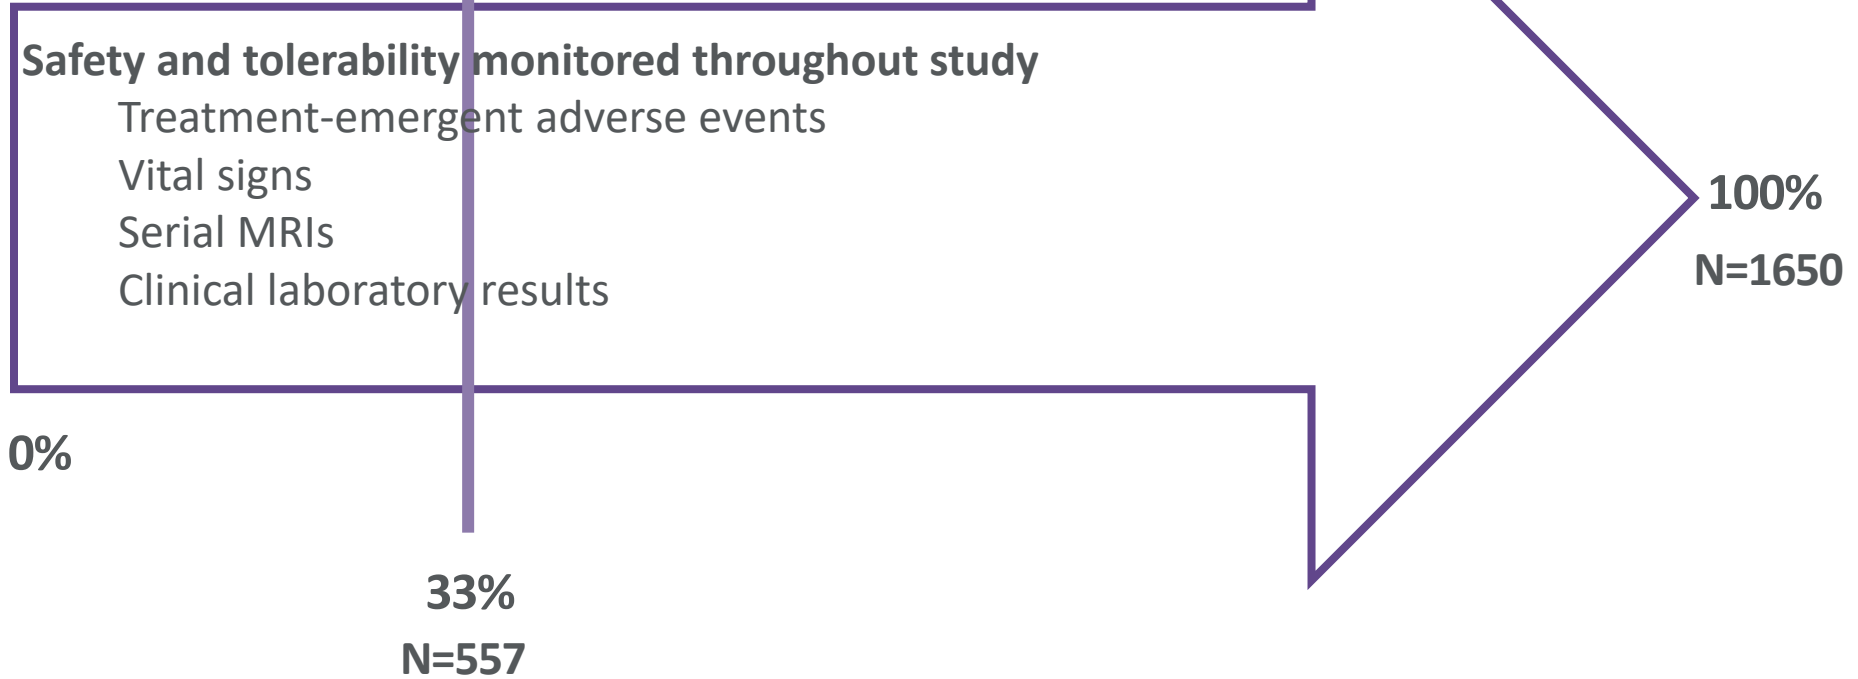 Safety and tolerability monitored throughout study
Treatment-emergent adverse events
Vital signs
Serial MRIs
Clinical laboratory results
100%
N=1650
0%
33%
N=557